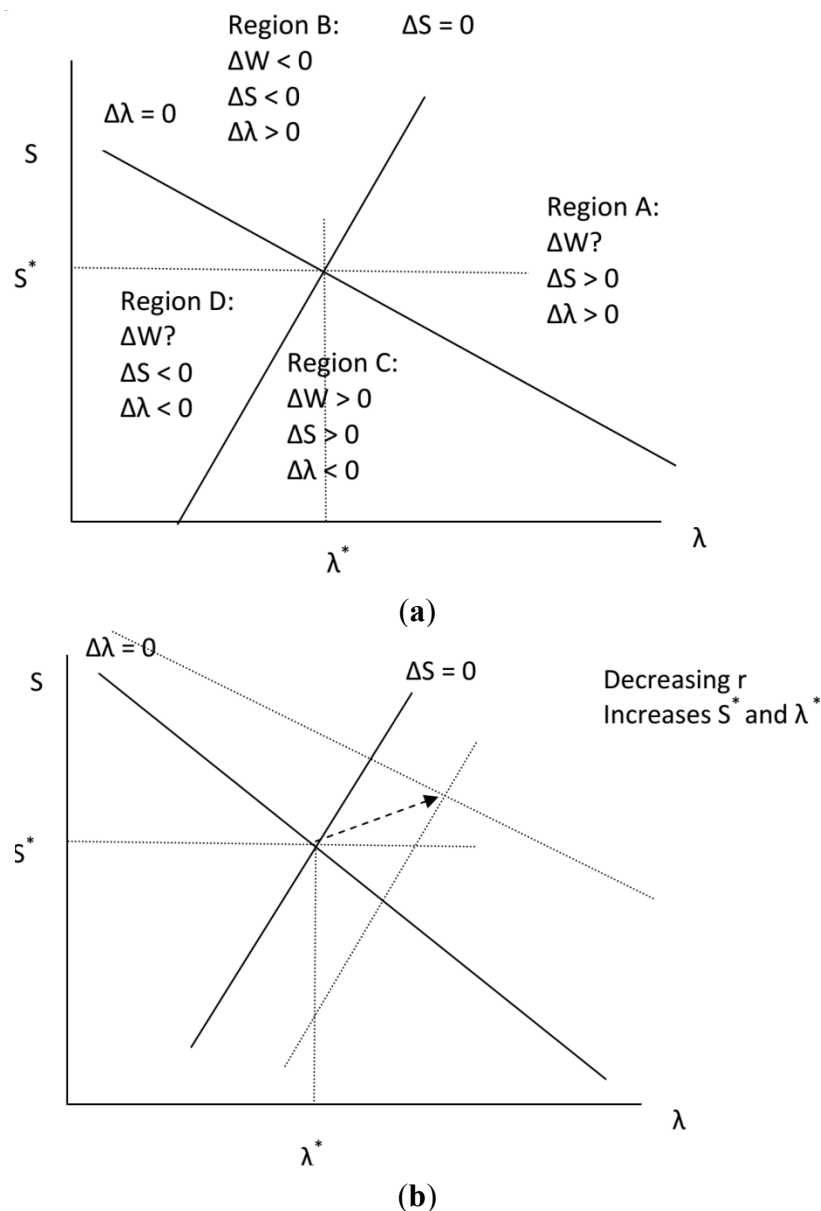 Region B:
ΔW < 0
ΔS < 0
Δλ > 0
ΔS = 0
Δλ = 0
S
Region A:
ΔW?
ΔS > 0
Δλ > 0
S*
Region D:
ΔW?
ΔS < 0
Δλ < 0
Region C:
ΔW > 0
ΔS > 0
Δλ < 0
λ*
λ
(a)
Δλ = 0
ΔS = 0
S
Decreasing r
Increases S* and λ*
S*
λ*
λ
(b)